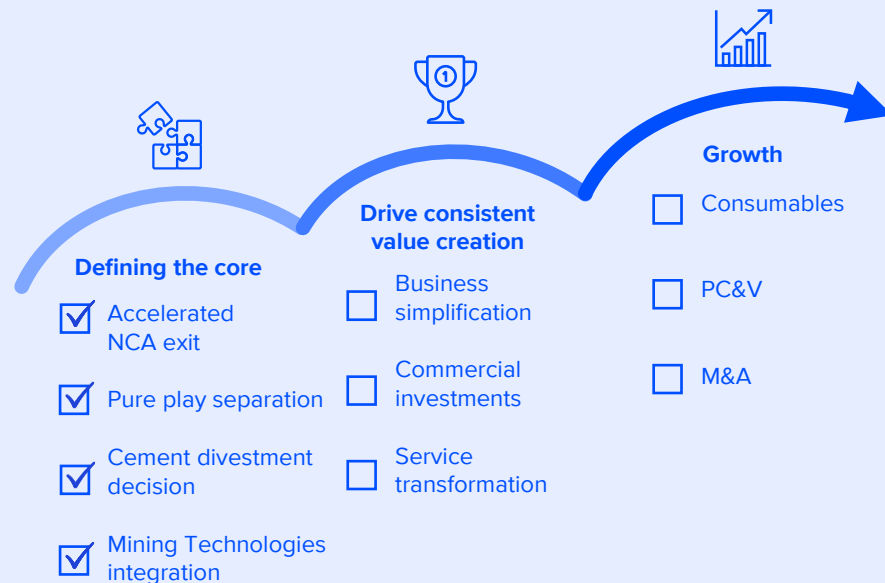 1
Defining the core
Accelerated
NCA exit
Pure play separation
Cement divestment
decision
Mining Technologies
integration
Drive consistent
value creation
Business
simplification
Commercial
investments
Service
transformation
Growth
Consumables
PC&V
M&A